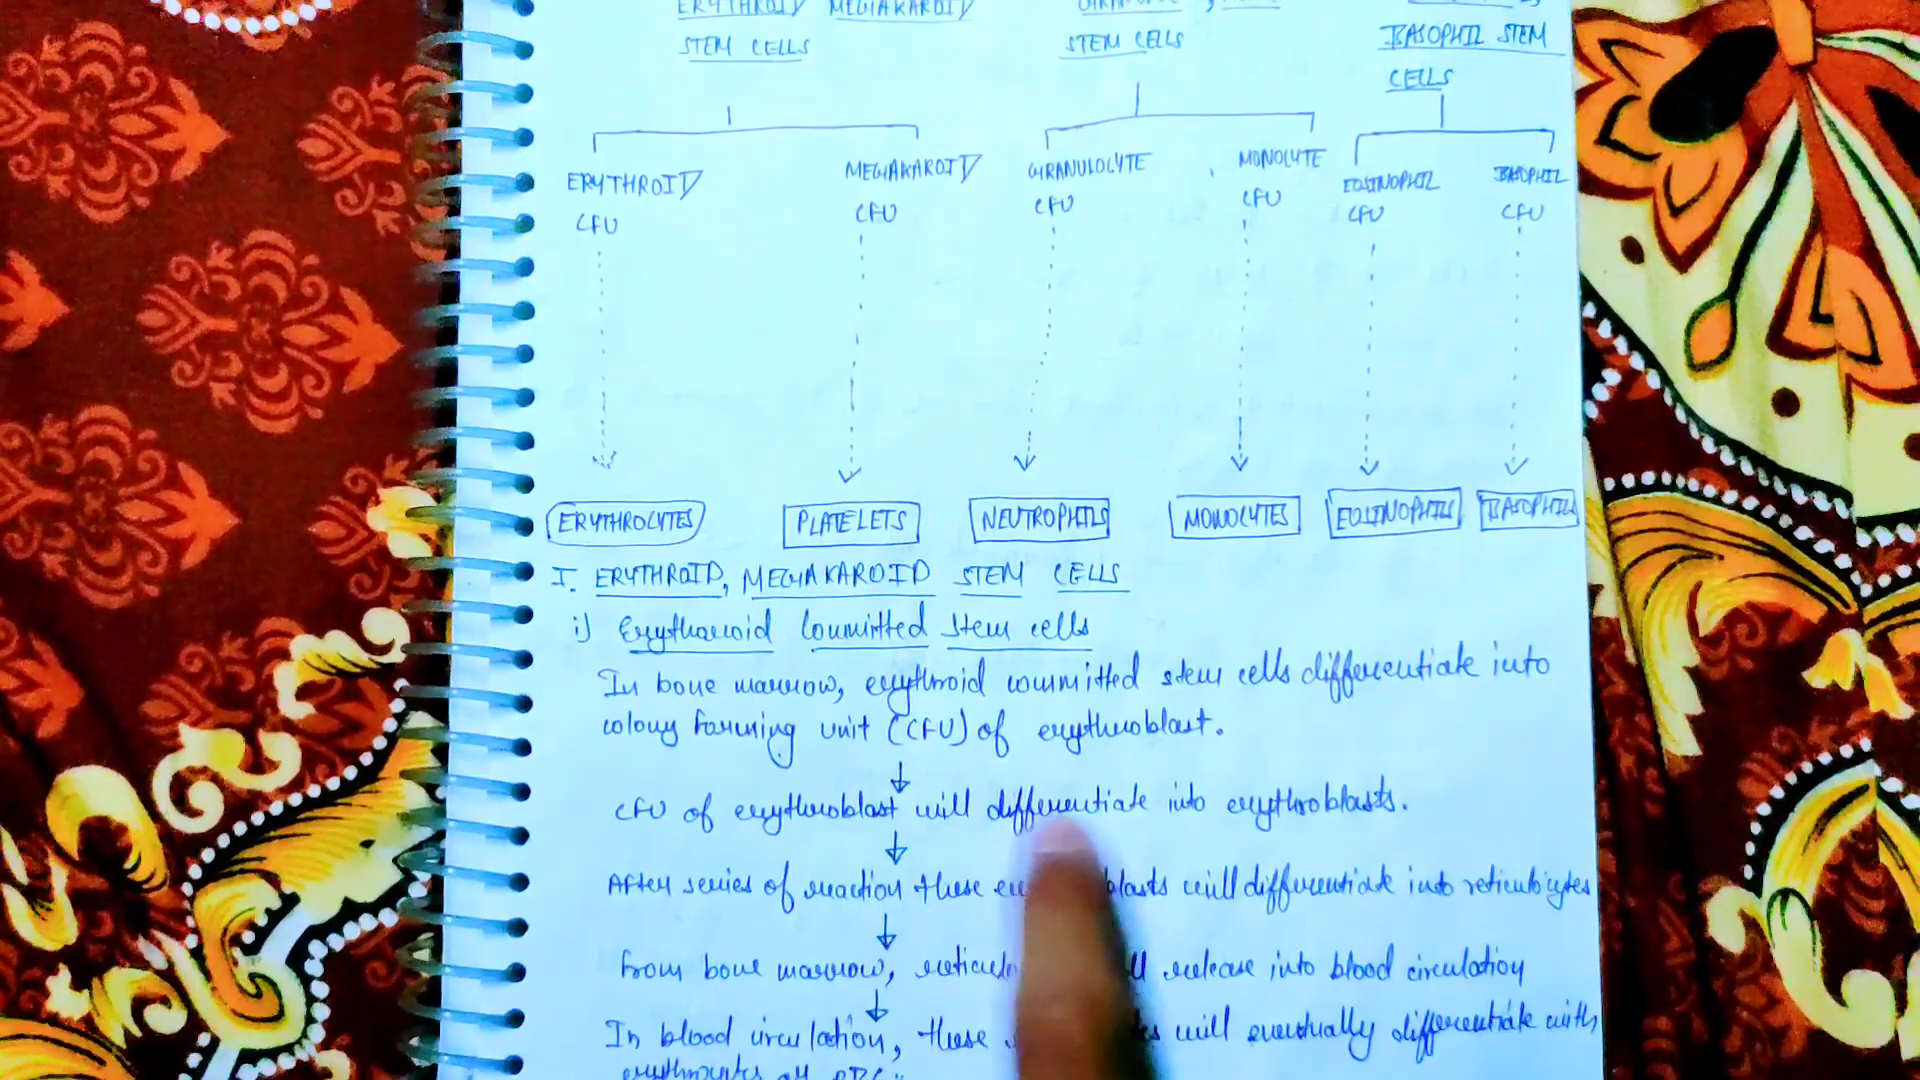 ERYTHROID MEGAKAROID
STEM CELLS
STEM CELLS
BASOPHIL STEM
CELLS
ERYTHROID
CFU
MEGAKAROID
CFU
GRANULOCYTE
CFU
MONOCYTE
CFU
EOSINOPHIL
CFU
BASOPHIL
CFU
ERYTHROCYTES
PLATELETS
NEUTROPHILS
MONOCYTES
EOSINOPHILS
BASOPHILS
I. ERYTHROID, MEGAKAROID STEM CELLS
i) Erythroid Committed Stem cells
In bone marrow, erythroid committed stem cells differentiate into
colony forming unit (CFU) of erythroblast.
CFU of erythroblast will differentiate into erythroblasts.
After series of reaction these blasts will differentiate into reticulocytes
From bone marrow, release into blood circulation
In blood circulation, these will eventually differentiate with
erythrocytes